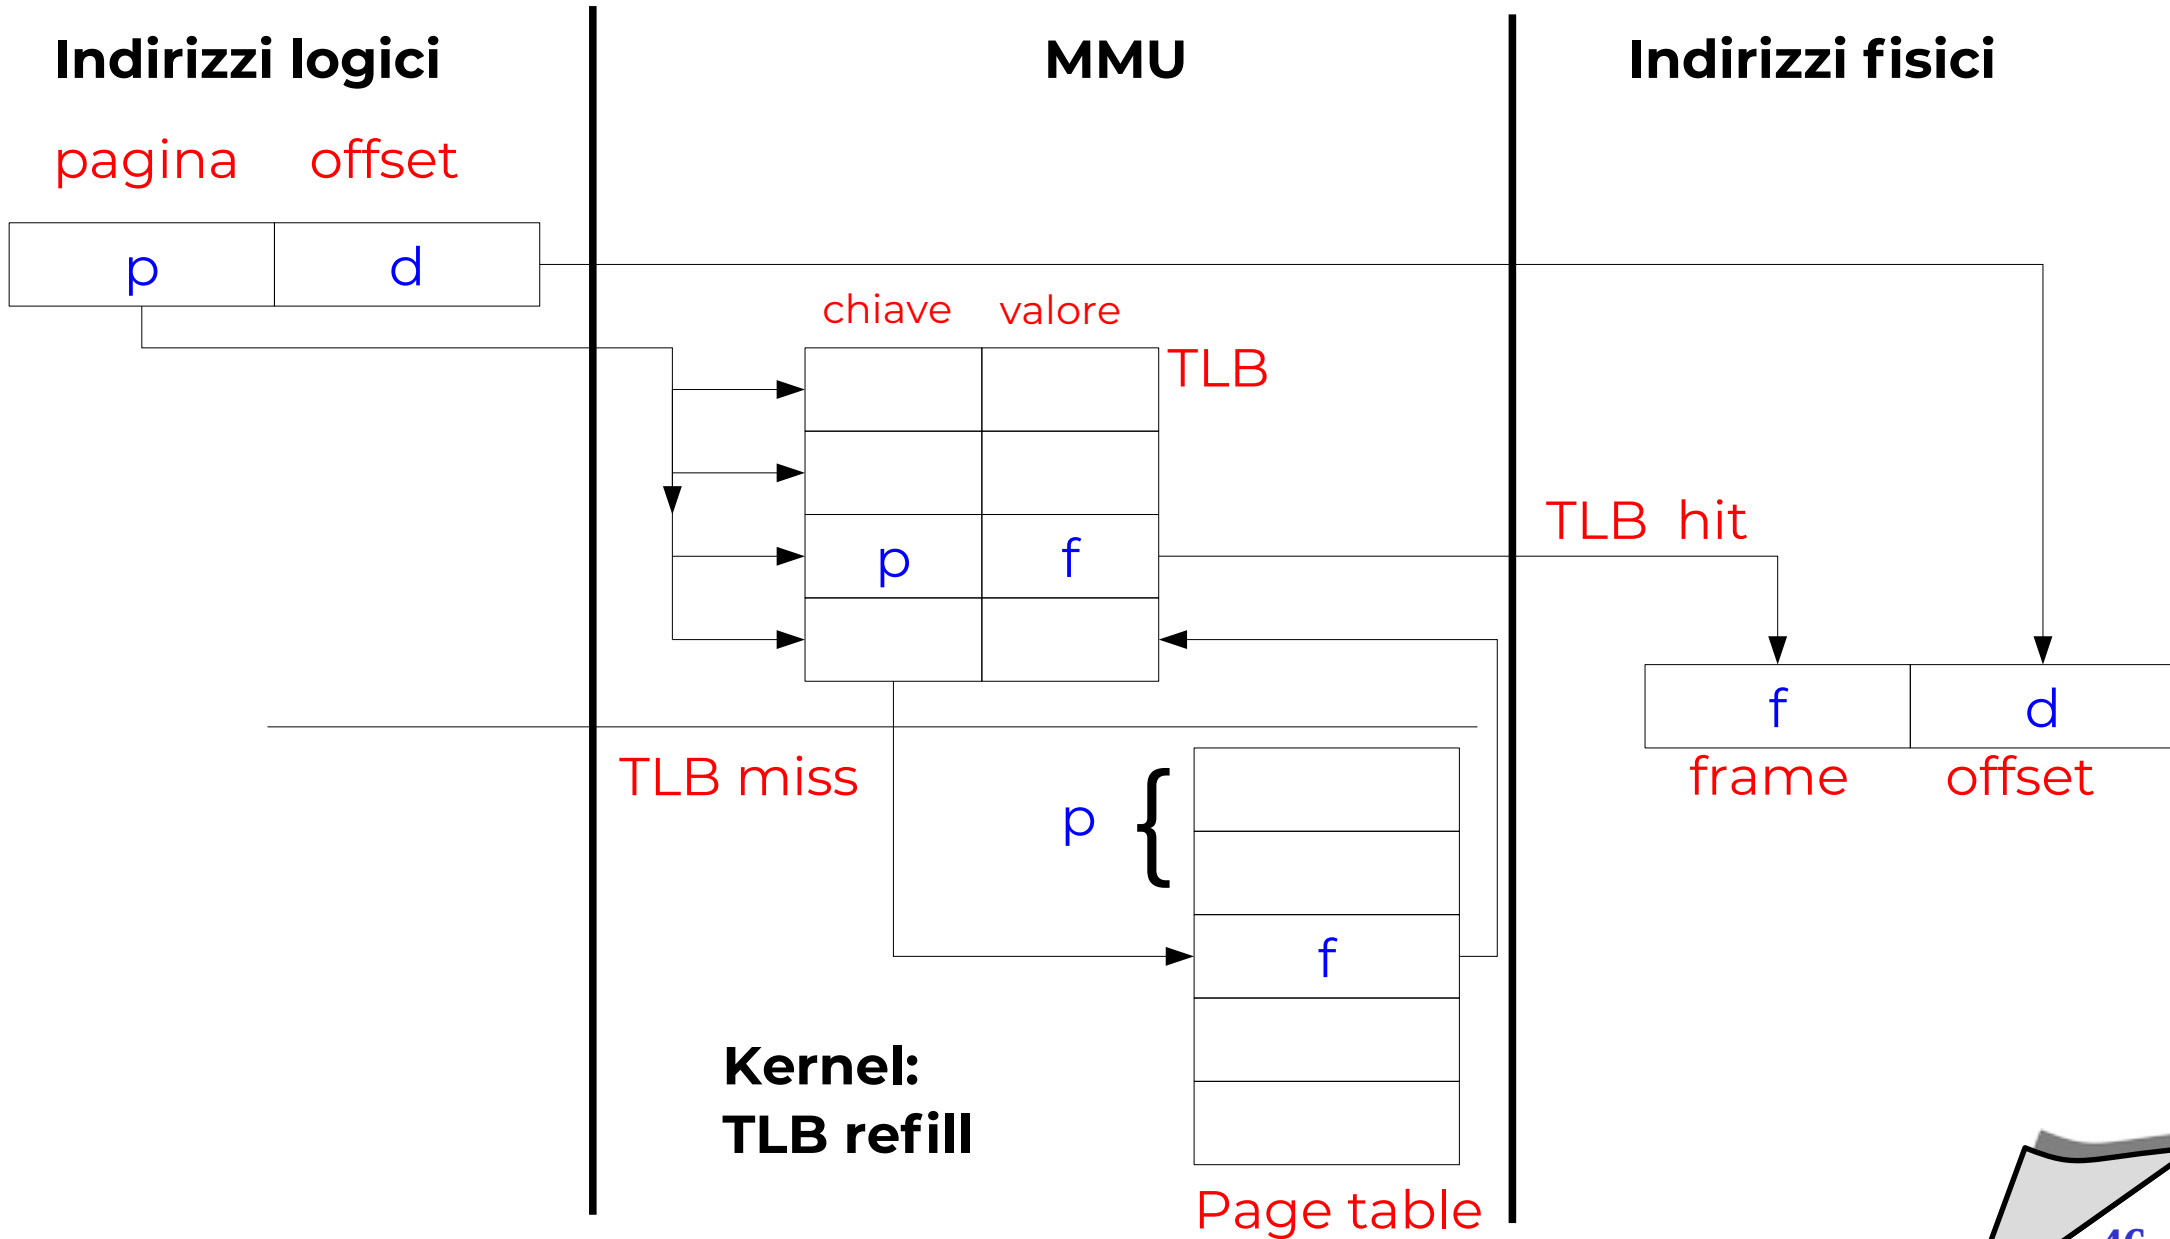 Indirizzi logici
MMU
Indirizzi fisici
pagina offset
p d
chiave valore
TLB
TLB hit
p f
f d
frame offset
TLB miss
p {
f
Kernel:
TLB refill
Page table